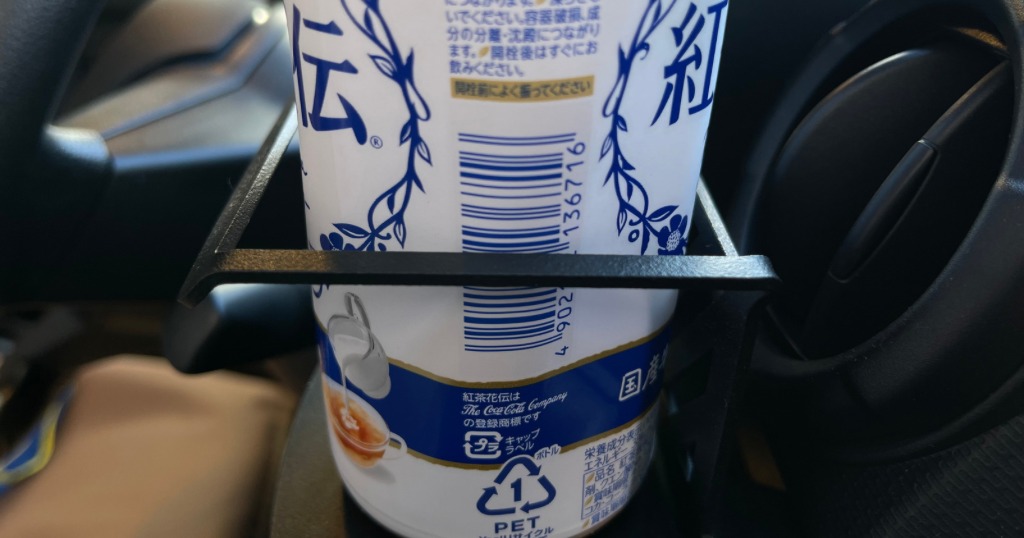 いでください。容器破損、成
分の分離・沈殿につながり
ます。開栓後はすぐにお
飲みください。
開栓前によく振ってください
伝®
紅
136716
4902
紅茶花伝は
The Coca-Cola Company
の登録商標です
国産
プラ
キャップ
ラベル
ボトル
1
PET
栄養成分表
エネルギー